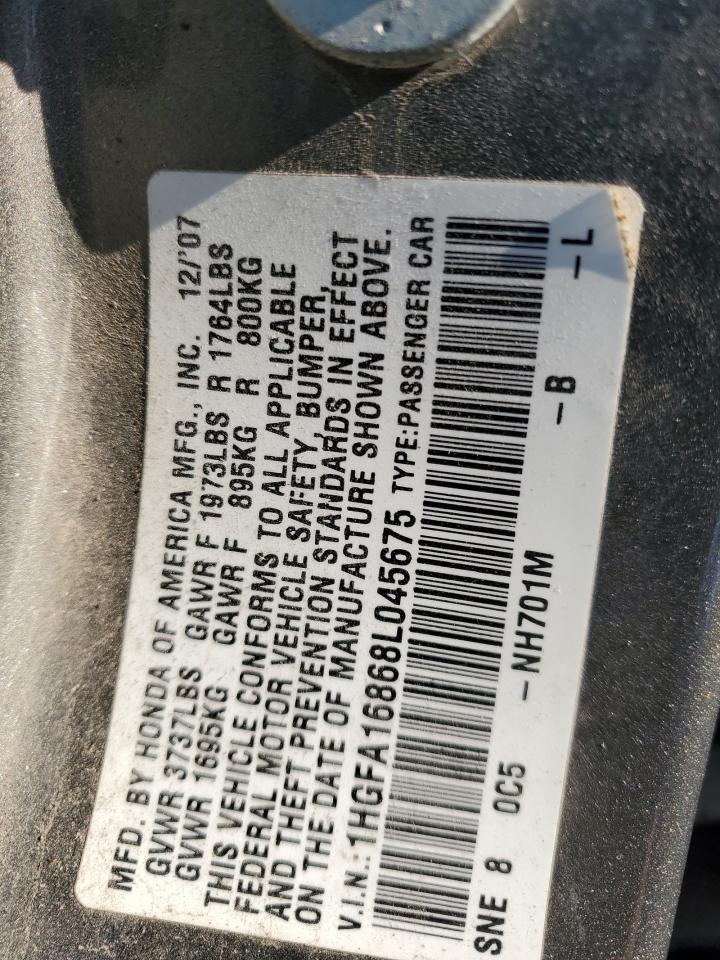 MFD. BY HONDA OF AMERICA MFG., INC. 12/'07
GVWR 3737LBS GAWR F 1973LBS R 1764LBS
GVWR 1695KG GAWR F 895KG R 800KG
THIS VEHICLE CONFORMS TO ALL APPLICABLE
FEDERAL MOTOR VEHICLE SAFETY, BUMPER,
AND THEFT PREVENTION STANDARDS IN EFFECT
ON THE DATE OF MANUFACTURE SHOWN ABOVE.
V.I.N.: 1HGFA16868L045675 TYPE:PASSENGER CAR
SNE 8 0C5 -NH701M -B -L